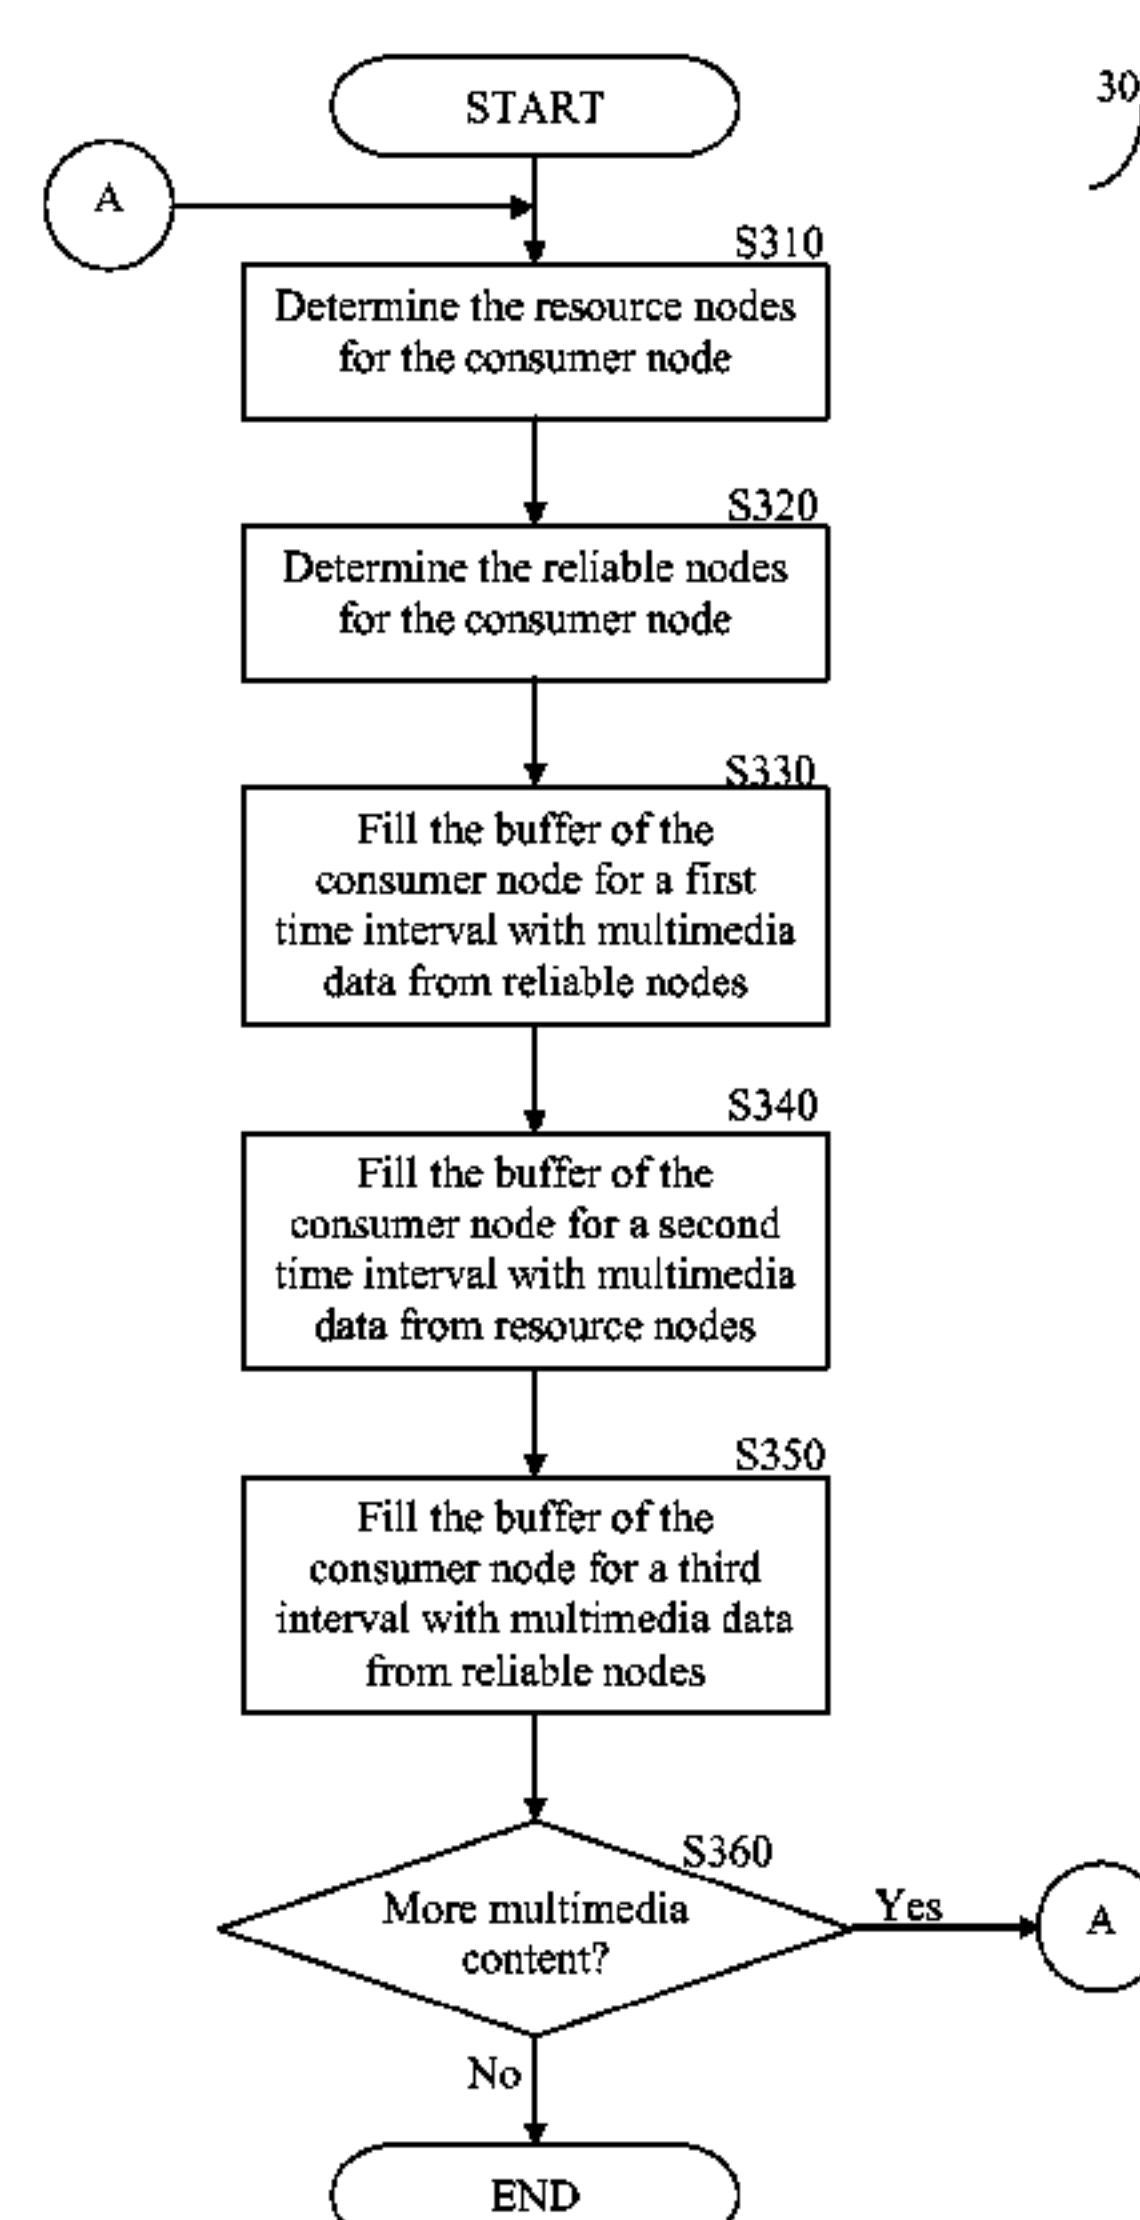 START
30
A
S310
Determine the resource nodes
for the consumer node
S320
Determine the reliable nodes
for the consumer node
S330
Fill the buffer of the
consumer node for a first
time interval with multimedia
data from reliable nodes
S340
Fill the buffer of the
consumer node for a second
time interval with multimedia
data from resource nodes
S350
Fill the buffer of the
consumer node for a third
interval with multimedia data
from reliable nodes
S360
More multimedia
content?
Yes
A
No
END